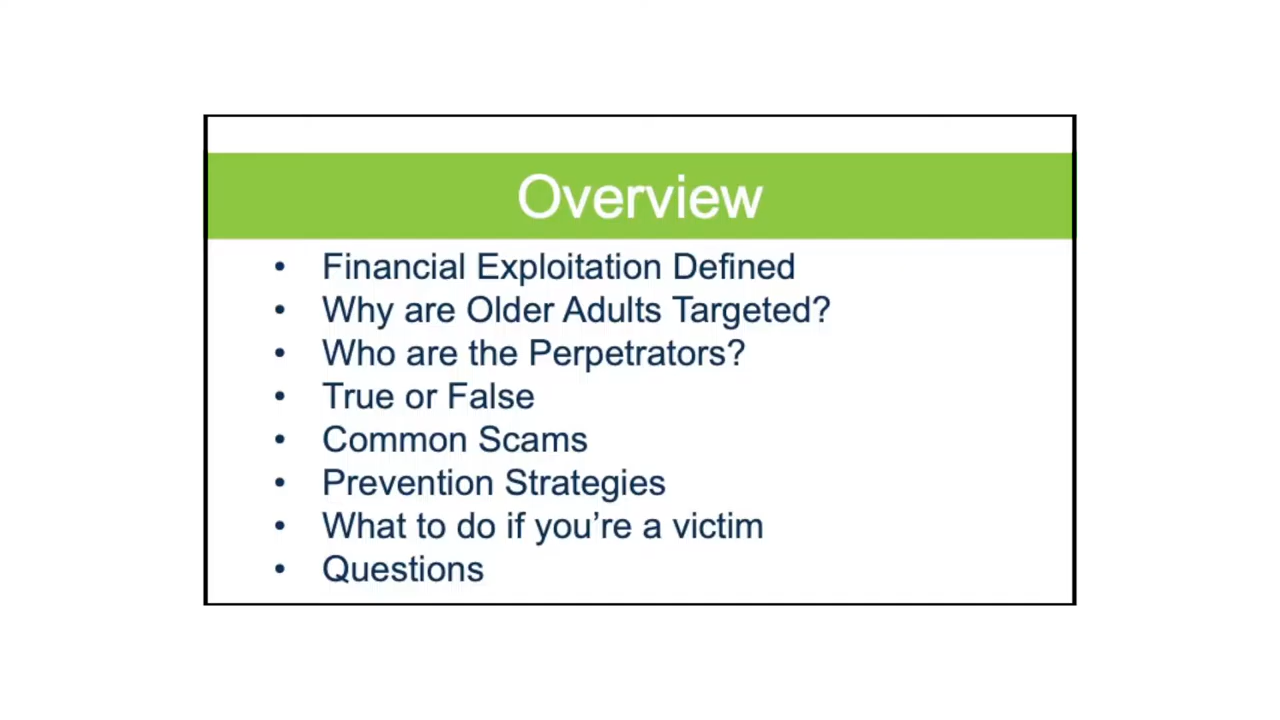 Overview
• Financial Exploitation Defined
• Why are Older Adults Targeted?
• Who are the Perpetrators?
• True or False
• Common Scams
• Prevention Strategies
• What to do if you’re a victim
• Questions